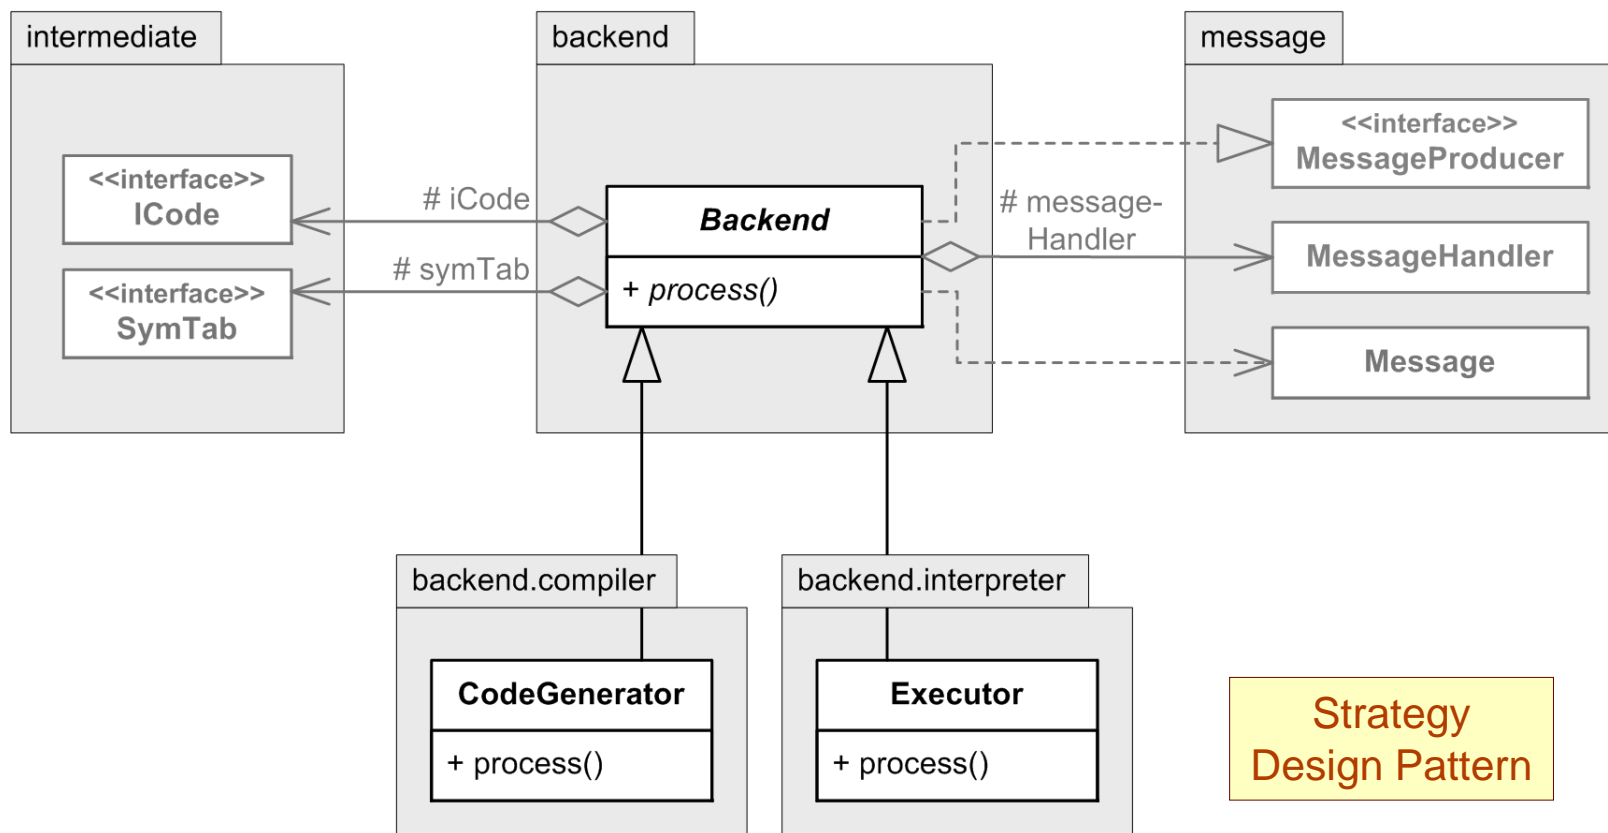 intermediate
<<interface>>
ICode
<<interface>>
SymTab
# iCode
# symTab
backend
Backend
+ process()
message
<<interface>>
MessageProducer
# message-
Handler
MessageHandler
Message
backend.compiler
CodeGenerator
+ process()
backend.interpreter
Executor
+ process()
Strategy
Design Pattern